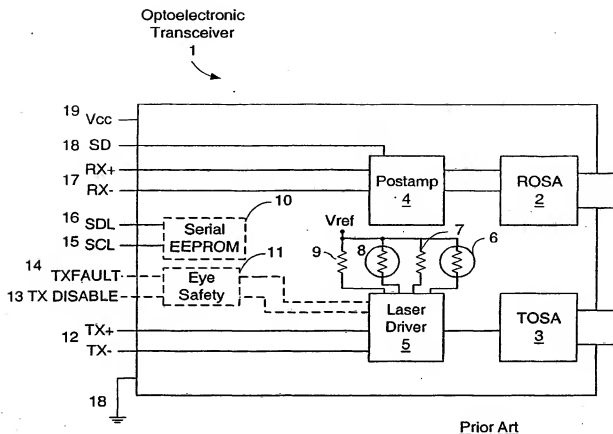 Optoelectronic
Transceiver
1
19 Vcc
18 SD
17 RX+
RX-
Postamp
4
ROSA
2
16 SDL
15 SCL
Serial
EEPROM
10
Vref
9
8
7
6
14 TXFAULT
13 TX DISABLE
Eye
Safety
11
12 TX+
TX-
Laser
Driver
5
TOSA
3
18
Prior Art